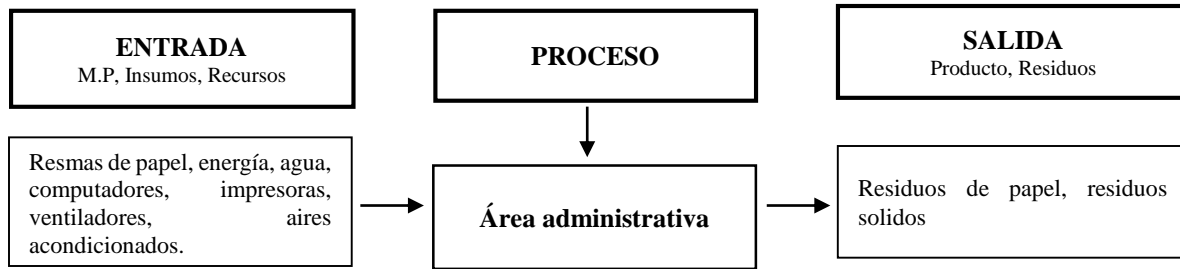 ENTRADA
M.P, Insumos, Recursos
PROCESO
SALIDA
Producto, Residuos
Resmas de papel, energía, agua,
computadores, impresoras,
ventiladores, aires
acondicionados.
Área administrativa
Residuos de papel, residuos
solidos